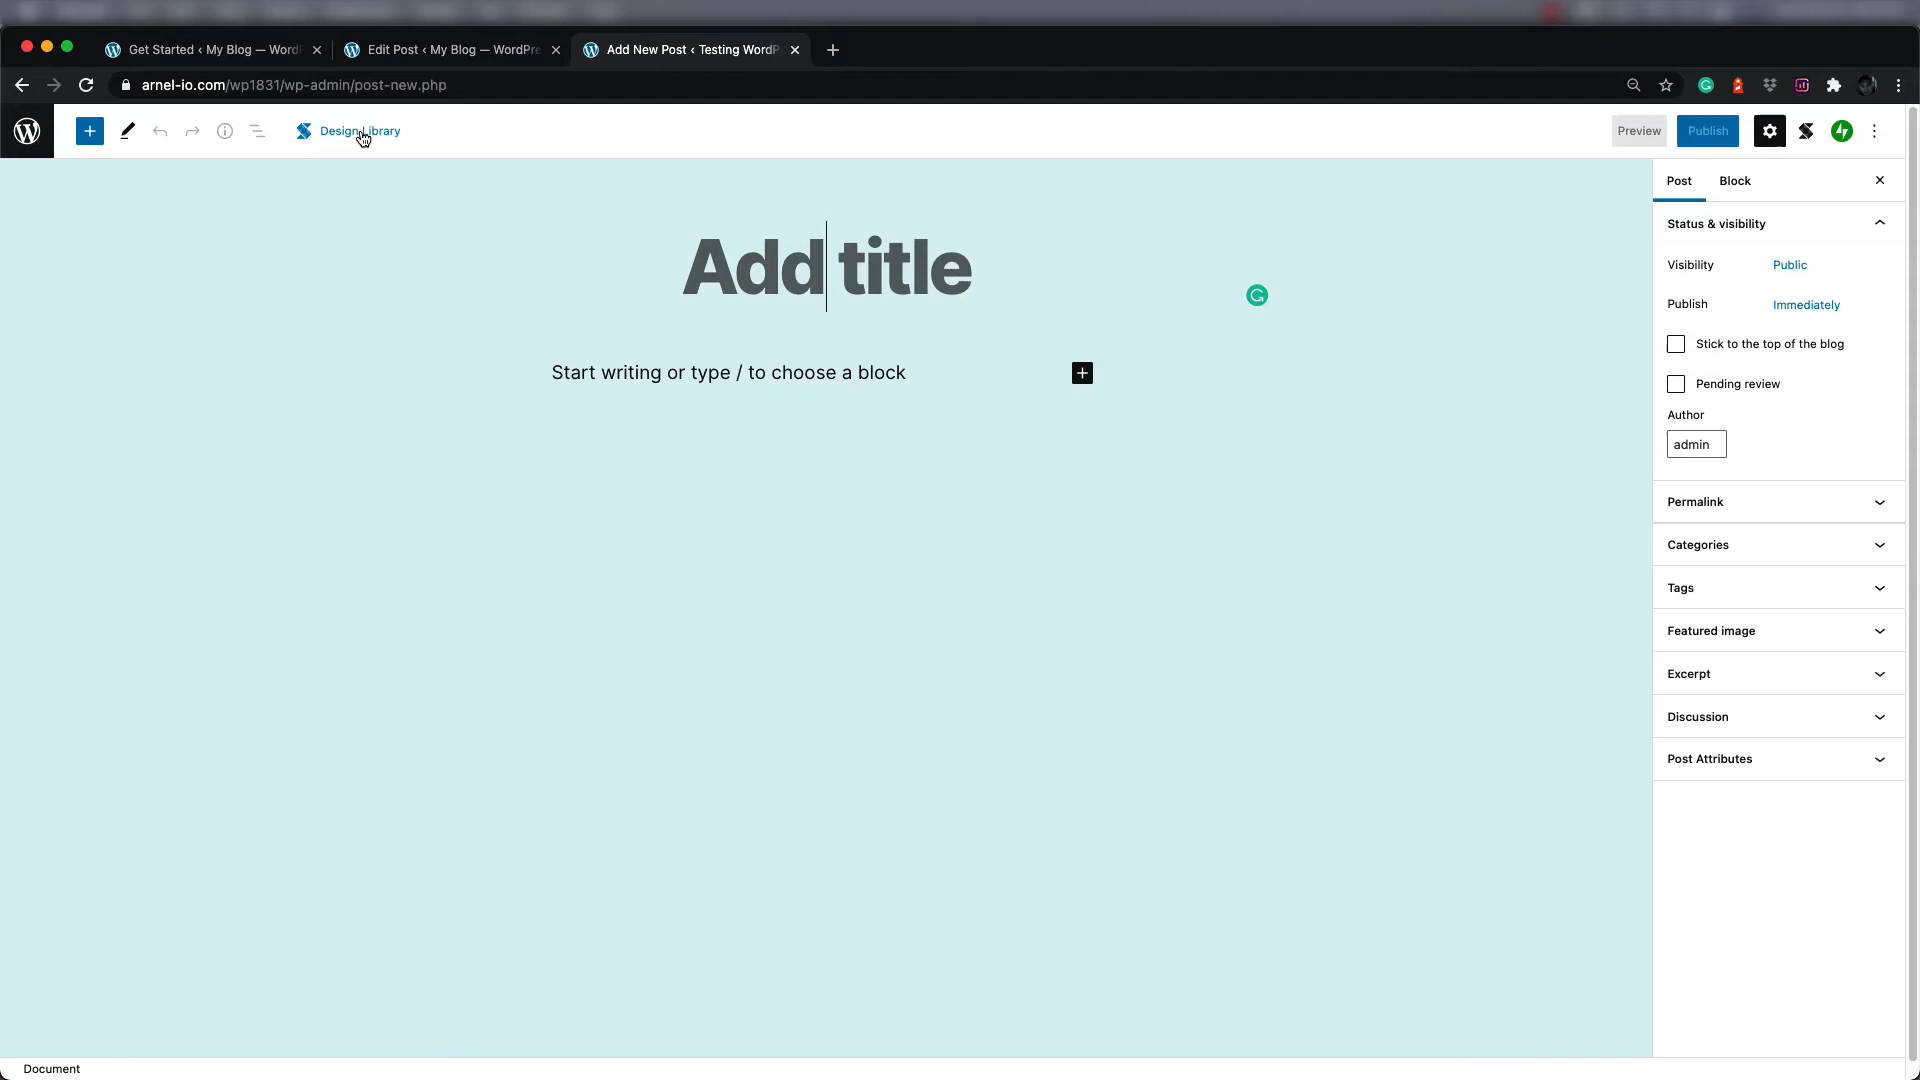 Get Started ‹ My Blog — Word
Edit Post ‹ My Blog — WordPre
Add New Post ‹ Testing WordP
arnel-io.com/wp1831/wp-admin/post-new.php
Design Library
Preview
Publish
Post
Block
Add title
Start writing or type / to choose a block
Status & visibility
Visibility
Public
Publish
Immediately
Stick to the top of the blog
Pending review
Author
admin
Permalink
Categories
Tags
Featured image
Excerpt
Discussion
Post Attributes
Document